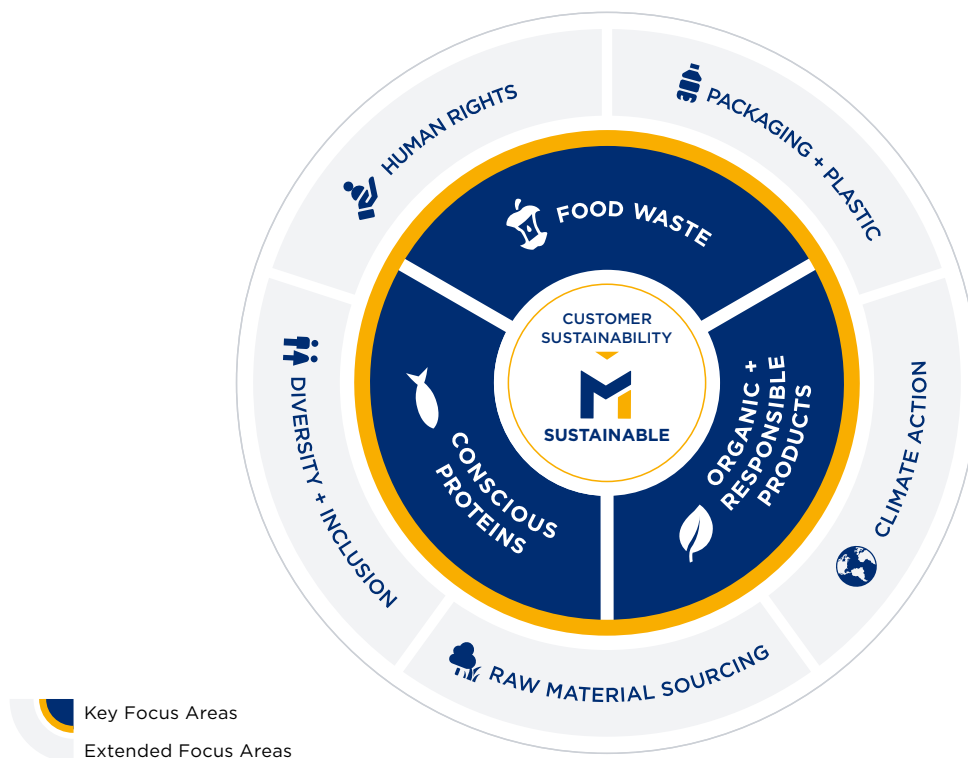 HUMAN RIGHTS
PACKAGING + PLASTIC
FOOD WASTE
CUSTOMER
SUSTAINABILITY
M
SUSTAINABLE
ORGANIC +
RESPONSIBLE
PRODUCTS
CONSCIOUS
PROTEINS
DIVERSITY + INCLUSION
CLIMATE ACTION
RAW MATERIAL SOURCING
Key Focus Areas
Extended Focus Areas